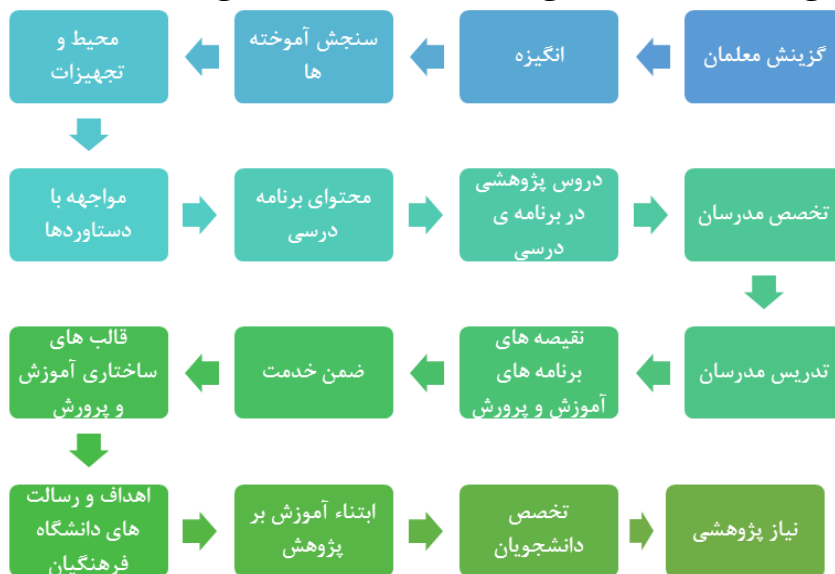 گزینش معلمان
انگیزه
سنجش آموخته
ها
محیط و
تجهیزات
مواجهه با
دستاوردها
محتوای برنامه
درسی
دروس پژوهشی
در برنامه ی
درسی
تخصص مدرسان
تدریس مدرسان
نقیصه های
برنامه های
آموزش و پرورش
ضمن خدمت
قالب های
ساختاری آموزش
و پرورش
اهداف و رسالت
های دانشگاه
فرهنگیان
ابتناء آموزش بر
پژوهش
تخصص
دانشجویان
نیاز پژوهشی